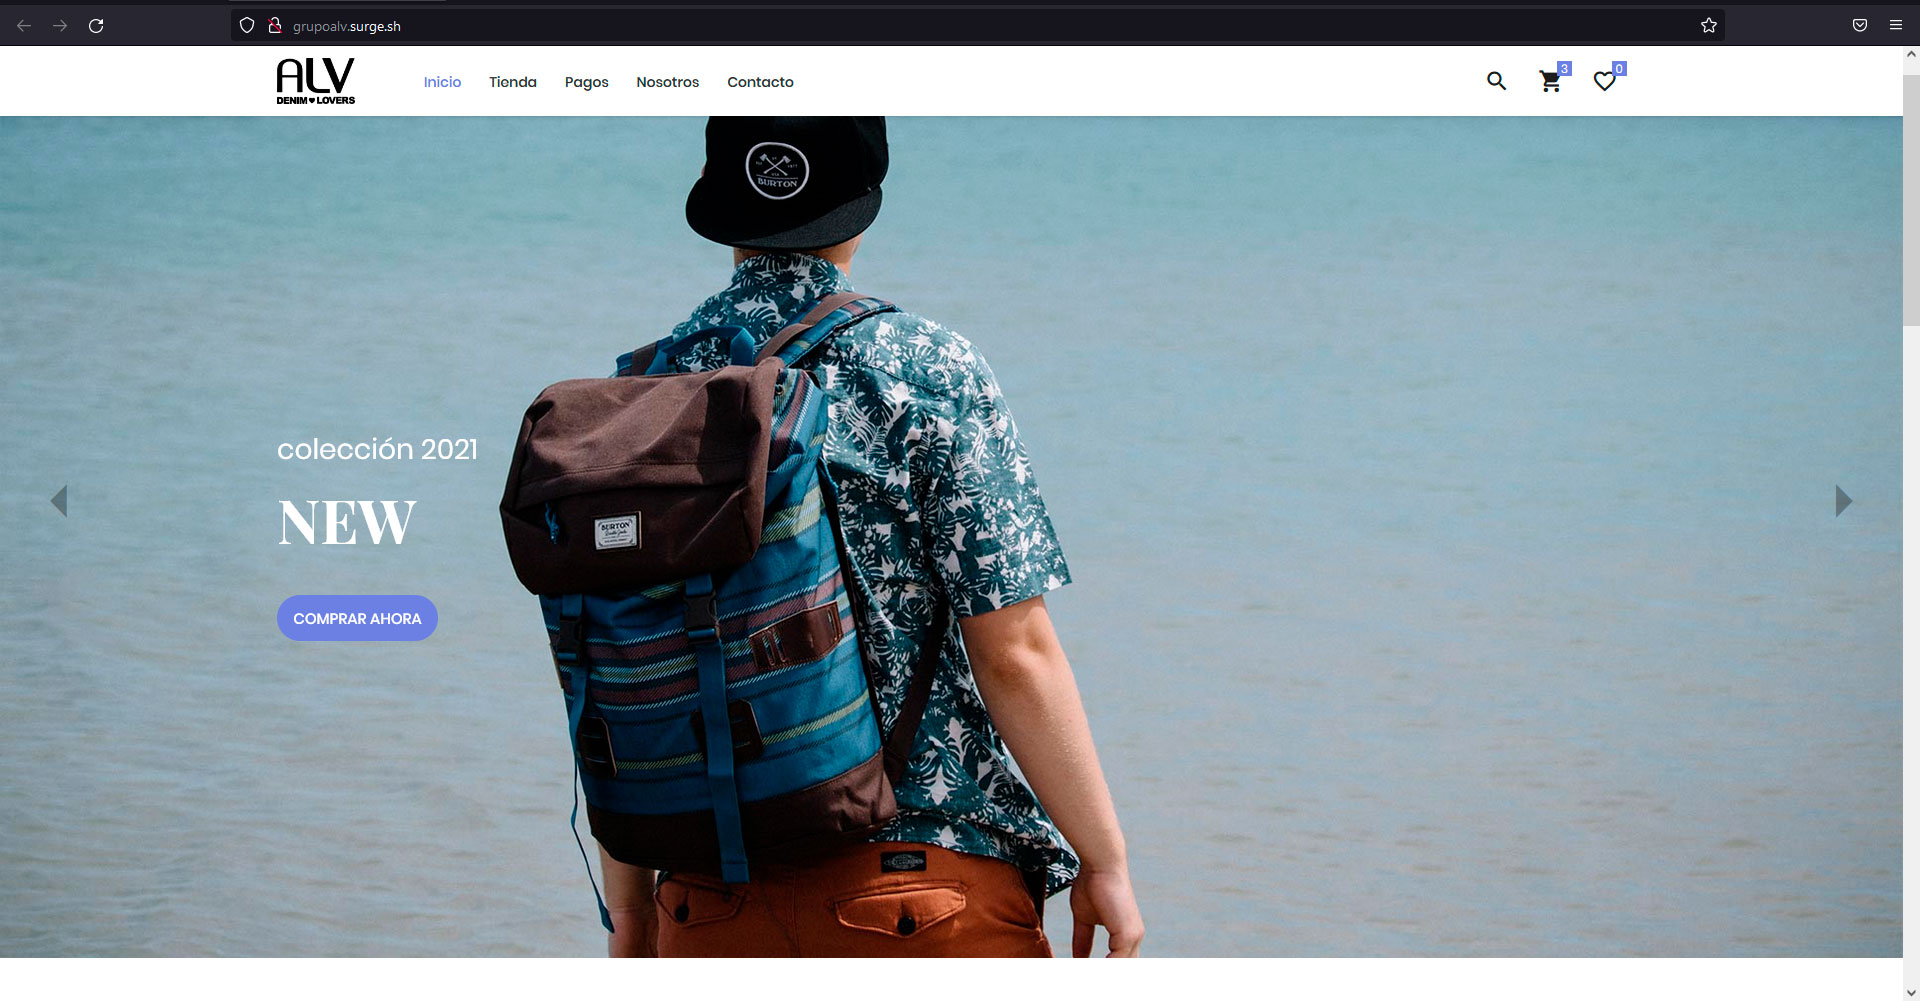 grupoalv.surge.sh
ALV
DENIM♥LOVERS
Inicio Tienda Pagos Nosotros Contacto
3 0
BURTON
colección 2021
NEW
BURTON
COMPRAR AHORA